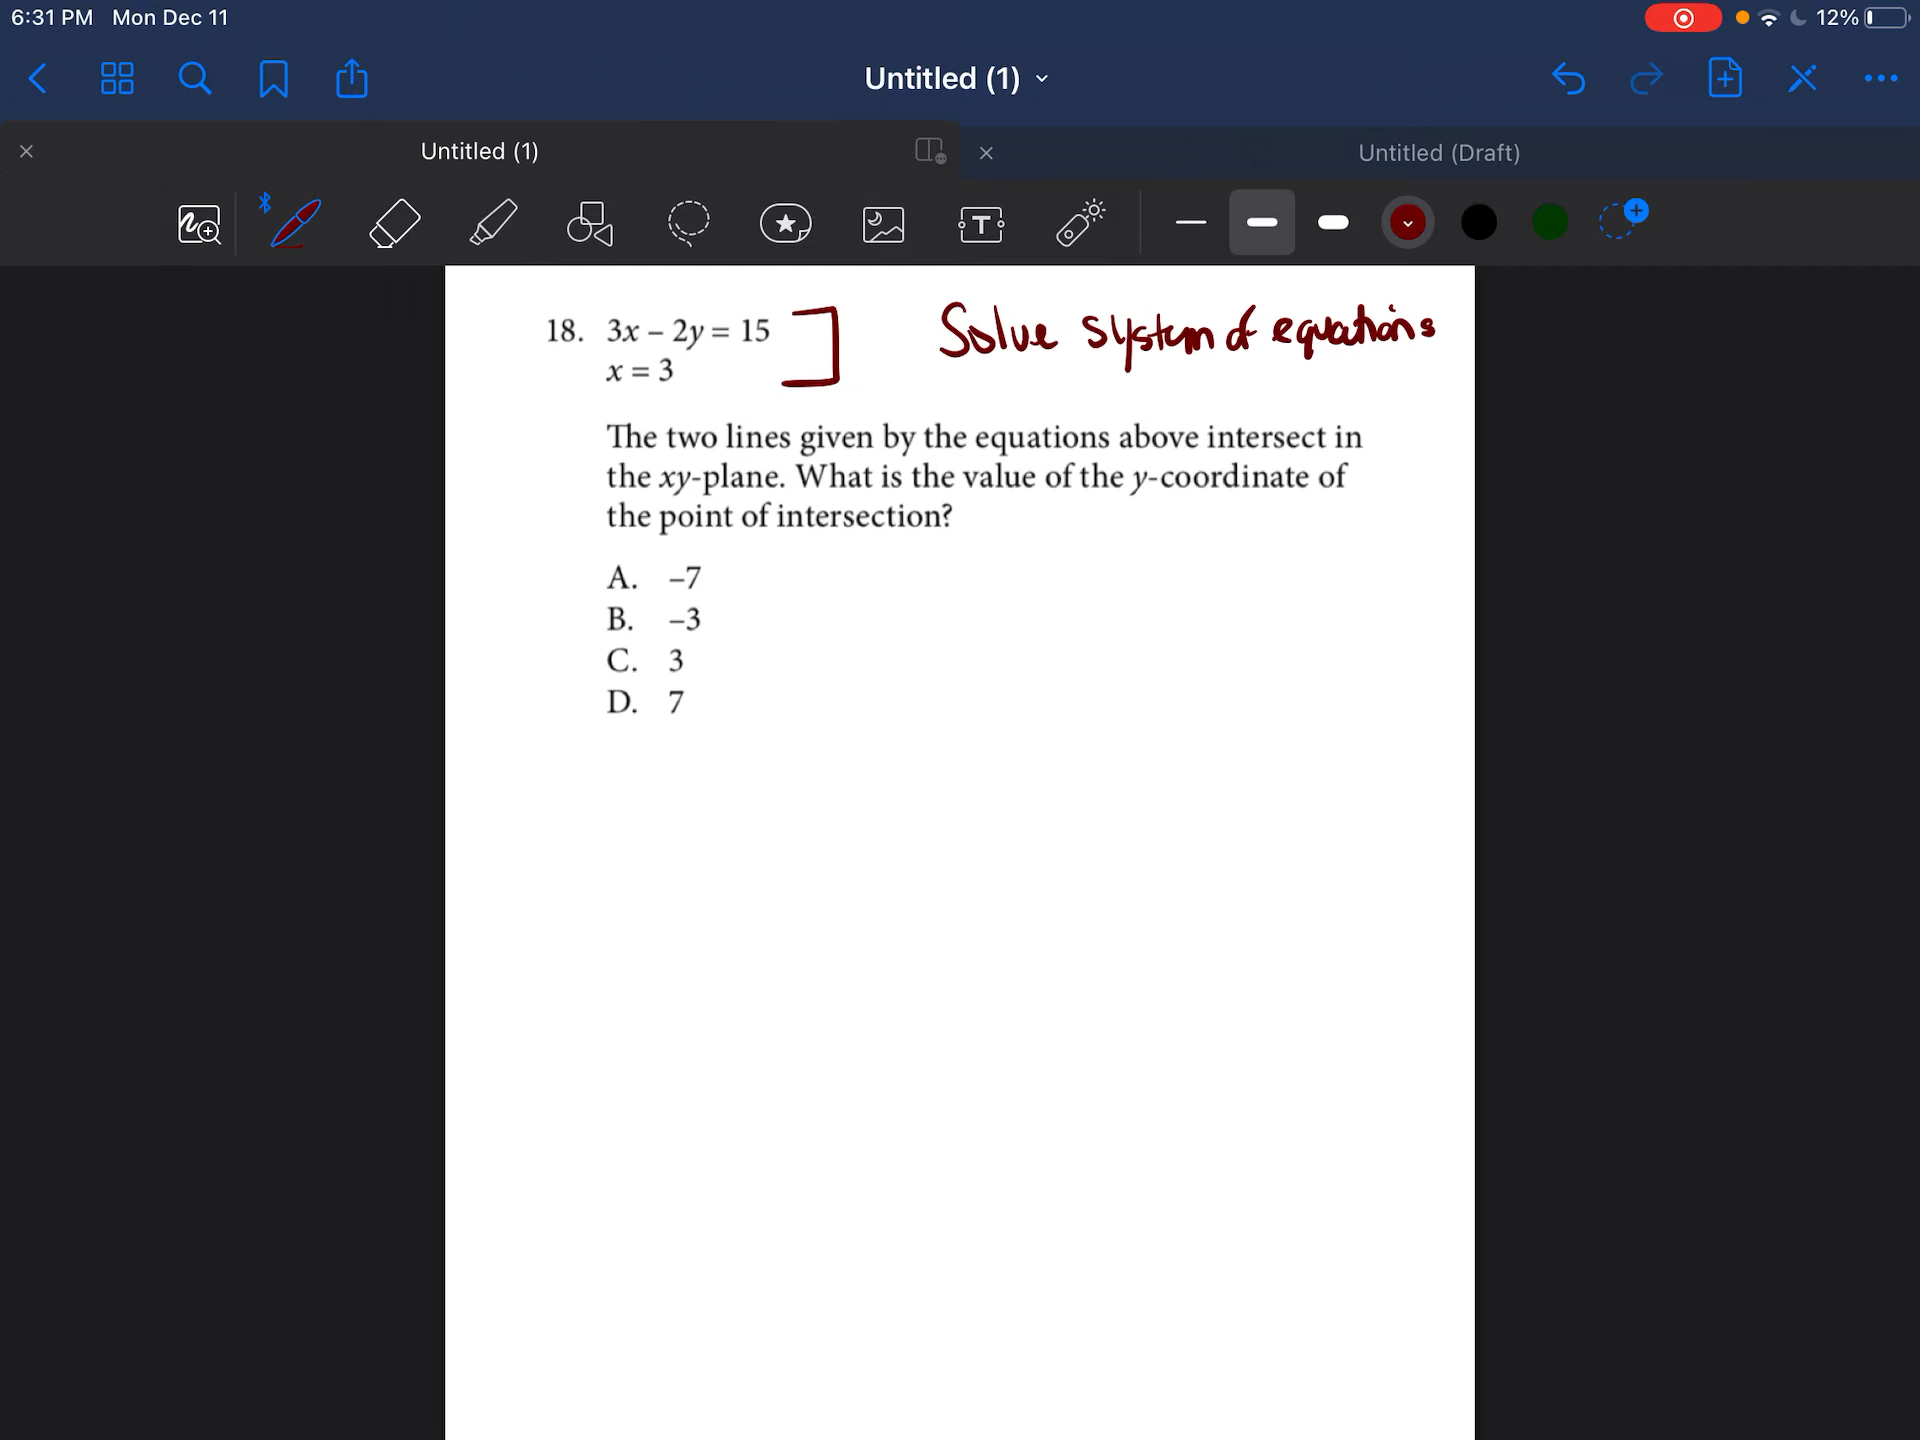 6:31 PM Mon Dec 11
12%
Untitled (1)
Untitled (1)
Untitled (Draft)
T
18. 3x – 2y = 15
x = 3
Solve system of equations
The two lines given by the equations above intersect in
the xy-plane. What is the value of the y-coordinate of
the point of intersection?
A. –7
B. –3
C. 3
D. 7